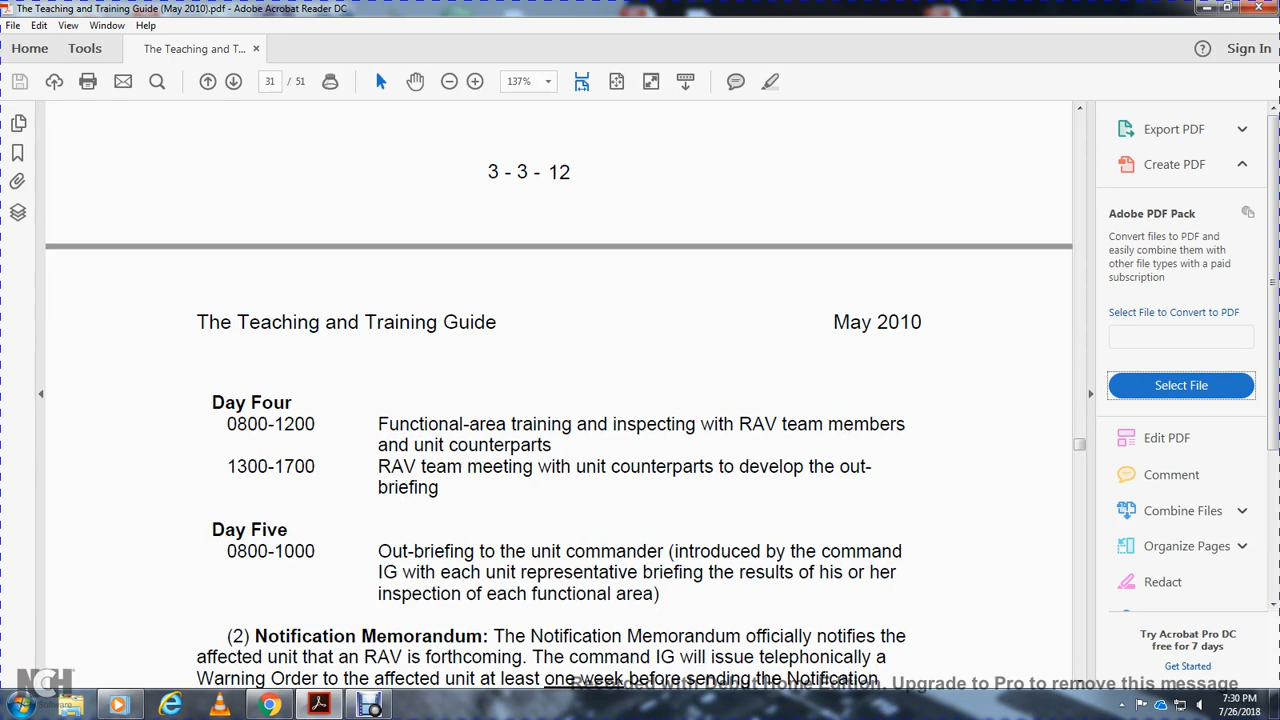 The Teaching and Training Guide (May 2010).pdf - Adobe Acrobat Reader DC
File Edit View Window Help
Home Tools The Teaching and T... × Sign In
31 / 51 137%
3 - 3 - 12
The Teaching and Training Guide May 2010
Day Four
0800-1200 Functional-area training and inspecting with RAV team members
and unit counterparts
1300-1700 RAV team meeting with unit counterparts to develop the out-
briefing
Day Five
0800-1000 Out-briefing to the unit commander (introduced by the command
IG with each unit representative briefing the results of his or her
inspection of each functional area)
(2) Notification Memorandum: The Notification Memorandum officially notifies the
affected unit that an RAV is forthcoming. The command IG will issue telephonically a
Warning Order to the affected unit at least one week before sending the Notification
Export PDF
Create PDF
Adobe PDF Pack
Convert files to PDF and
easily combine them with
other file types with a paid
subscription
Select File to Convert to PDF
Select File
Edit PDF
Comment
Combine Files
Organize Pages
Redact
Try Acrobat Pro DC
free for 7 days
Get Started
NCH
Software
Upgrade to Pro to remove this message
7:30 PM
7/26/2018